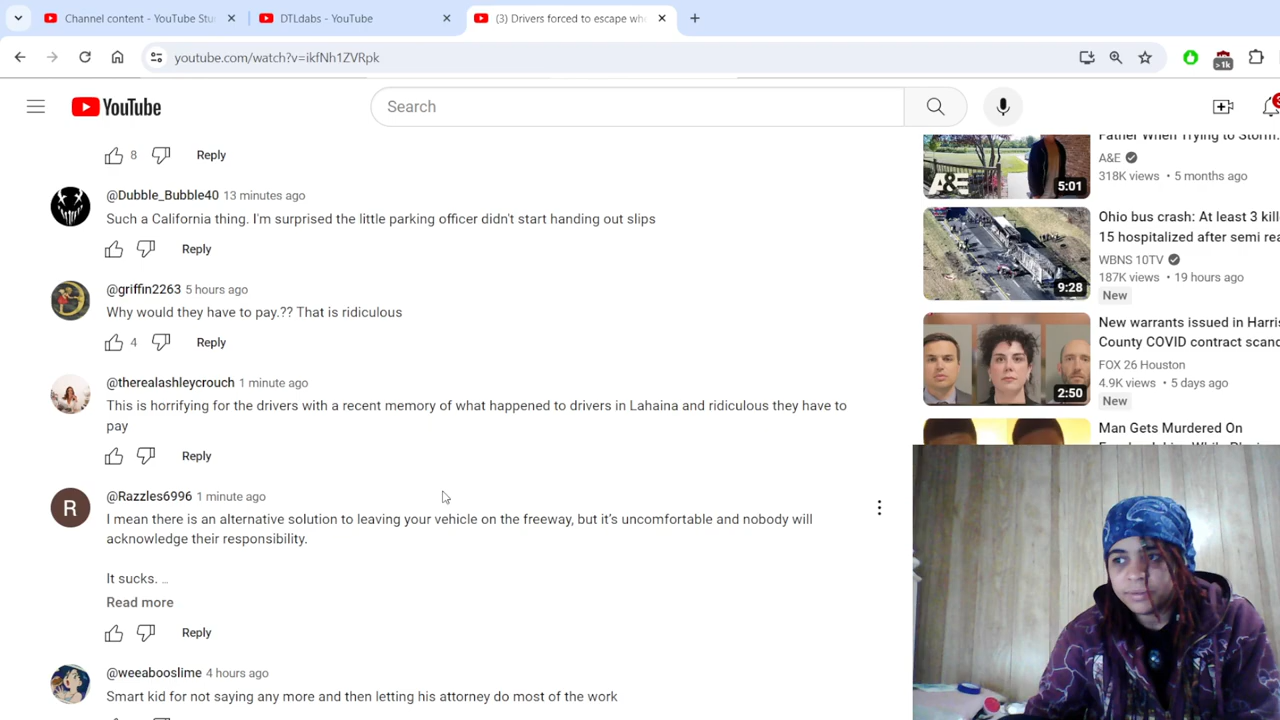 Channel content - YouTube Stu
DTLdabs - YouTube
(3) Drivers forced to escape whe
youtube.com/watch?v=ikfNh1ZVRpk
>1k
YouTube
Search
8
Reply
@Dubble_Bubble40 13 minutes ago
Such a California thing. I'm surprised the little parking officer didn't start handing out slips
Reply
@griffin2263 5 hours ago
Why would they have to pay.?? That is ridiculous
4
Reply
@therealashleycrouch 1 minute ago
This is horrifying for the drivers with a recent memory of what happened to drivers in Lahaina and ridiculous they have to
pay
Reply
R
@Razzles6996 1 minute ago
I mean there is an alternative solution to leaving your vehicle on the freeway, but it's uncomfortable and nobody will
acknowledge their responsibility.
It sucks. ...
Read more
Reply
@weeabooslime 4 hours ago
Smart kid for not saying any more and then letting his attorney do most of the work
Father When Trying to Storm...
A&E
318K views • 5 months ago
A&E
5:01
Ohio bus crash: At least 3 kill
15 hospitalized after semi rea
WBNS 10TV
187K views • 19 hours ago
New
9:28
New warrants issued in Harris
County COVID contract scand
FOX 26 Houston
4.9K views • 5 days ago
New
2:50
Man Gets Murdered On